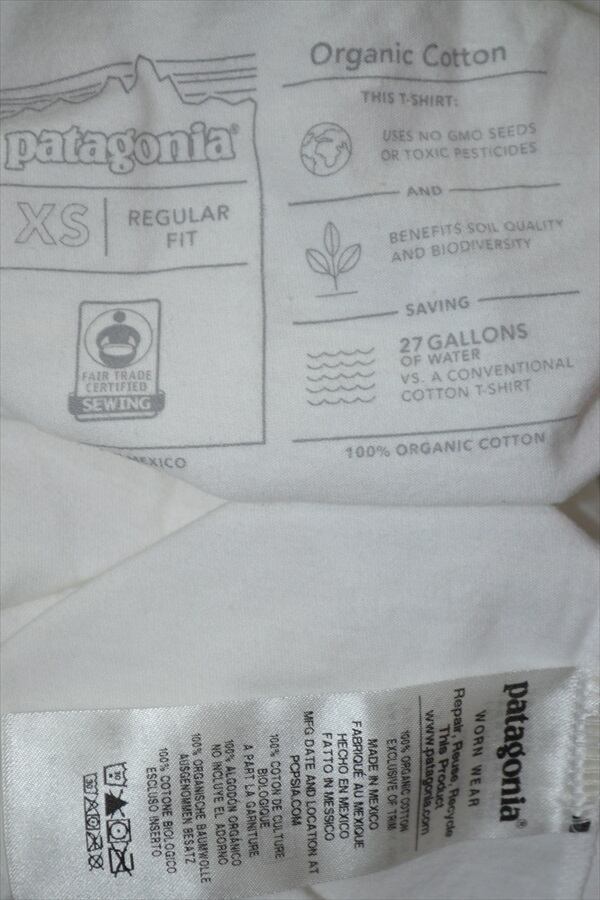 patagonia®
XS
REGULAR
FIT
FAIR TRADE
CERTIFIED
SEWING
MEXICO
Organic Cotton
THIS T-SHIRT:
USES NO GMO SEEDS
OR TOXIC PESTICIDES
AND
BENEFITS SOIL QUALITY
AND BIODIVERSITY
SAVING
27 GALLONS
OF WATER
VS. A CONVENTIONAL
COTTON T-SHIRT
100% ORGANIC COTTON
patagonia®
WORN WEAR
Repair, Reuse, Recycle
This Product
www.patagonia.com
100% ORGANIC COTTON
EXCLUSIVE OF TRIM
MADE IN MEXICO
FABRIQUÉ AU MEXIQUE
HECHO EN MEXICO
FATTO IN MESSICO
MFG DATE AND LOCATION AT
PCPSIA.COM
100% COTON DE CULTURE
BIOLOGIQUE
A PART LA GARNITURE
100% ALGODÓN ORGÁNICO
NO INCLUYE EL ADORNO
100% ORGANISCHE BAUMWOLLE
AUSGENOMMEN BESATZ
100% COTONE BIOLOGICO
ESCLUSO INSERTO